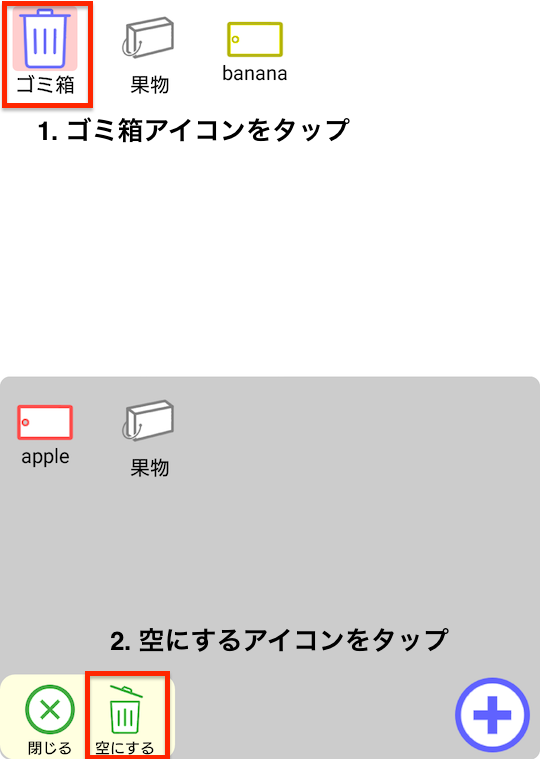 ゴミ箱
果物
banana
1. ゴミ箱アイコンをタップ
apple
果物
2. 空にするアイコンをタップ
閉じる
空にする